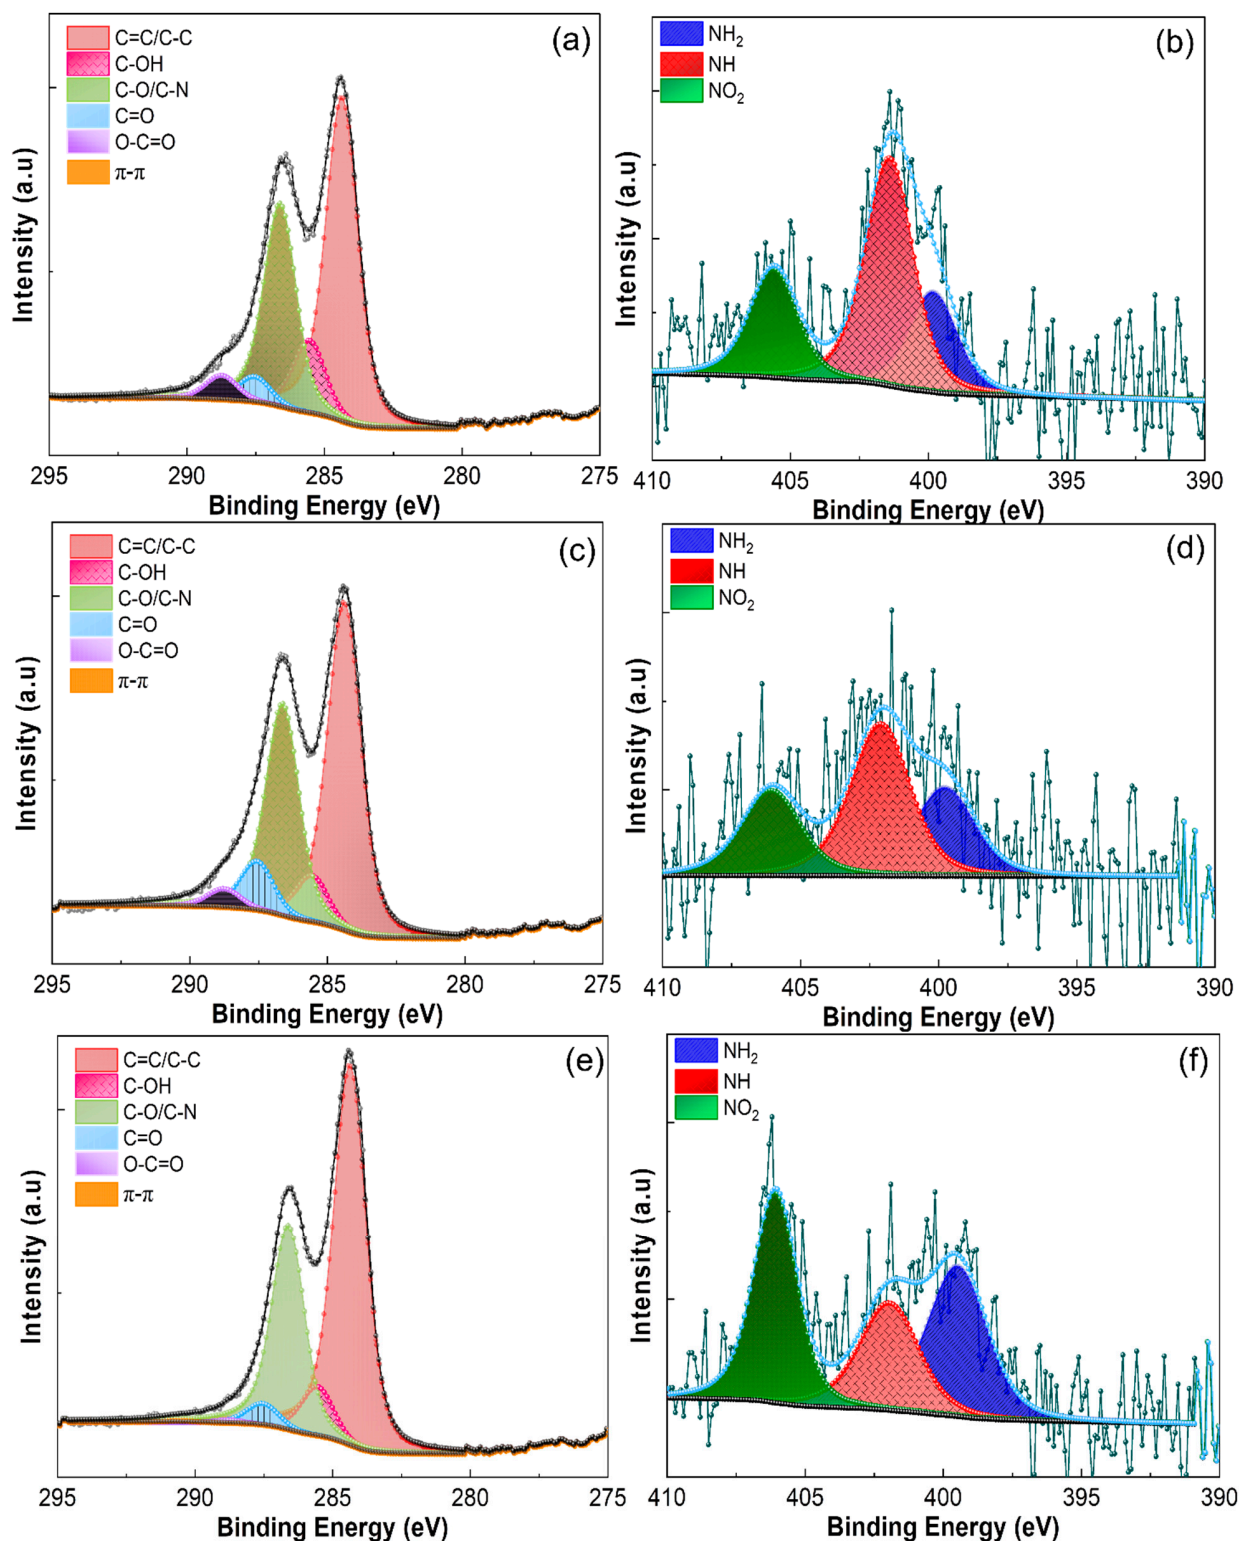 (a)
C=C/C-C
C-OH
C-O/C-N
C=O
O-C=O
π-π
Intensity (a.u)
295 290 285 280 275
Binding Energy (eV)
(b)
NH₂
NH
NO₂
Intensity (a.u)
410 405 400 395 390
Binding Energy (eV)
(c)
C=C/C-C
C-OH
C-O/C-N
C=O
O-C=O
π-π
Intensity (a.u)
295 290 285 280 275
Binding Energy (eV)
(d)
NH₂
NH
NO₂
Intensity (a.u)
410 405 400 395 390
Binding Energy (eV)
(e)
C=C/C-C
C-OH
C-O/C-N
C=O
O-C=O
π-π
Intensity (a.u)
295 290 285 280 275
Binding Energy (eV)
(f)
NH₂
NH
NO₂
Intensity (a.u)
410 405 400 395 390
Binding Energy (eV)